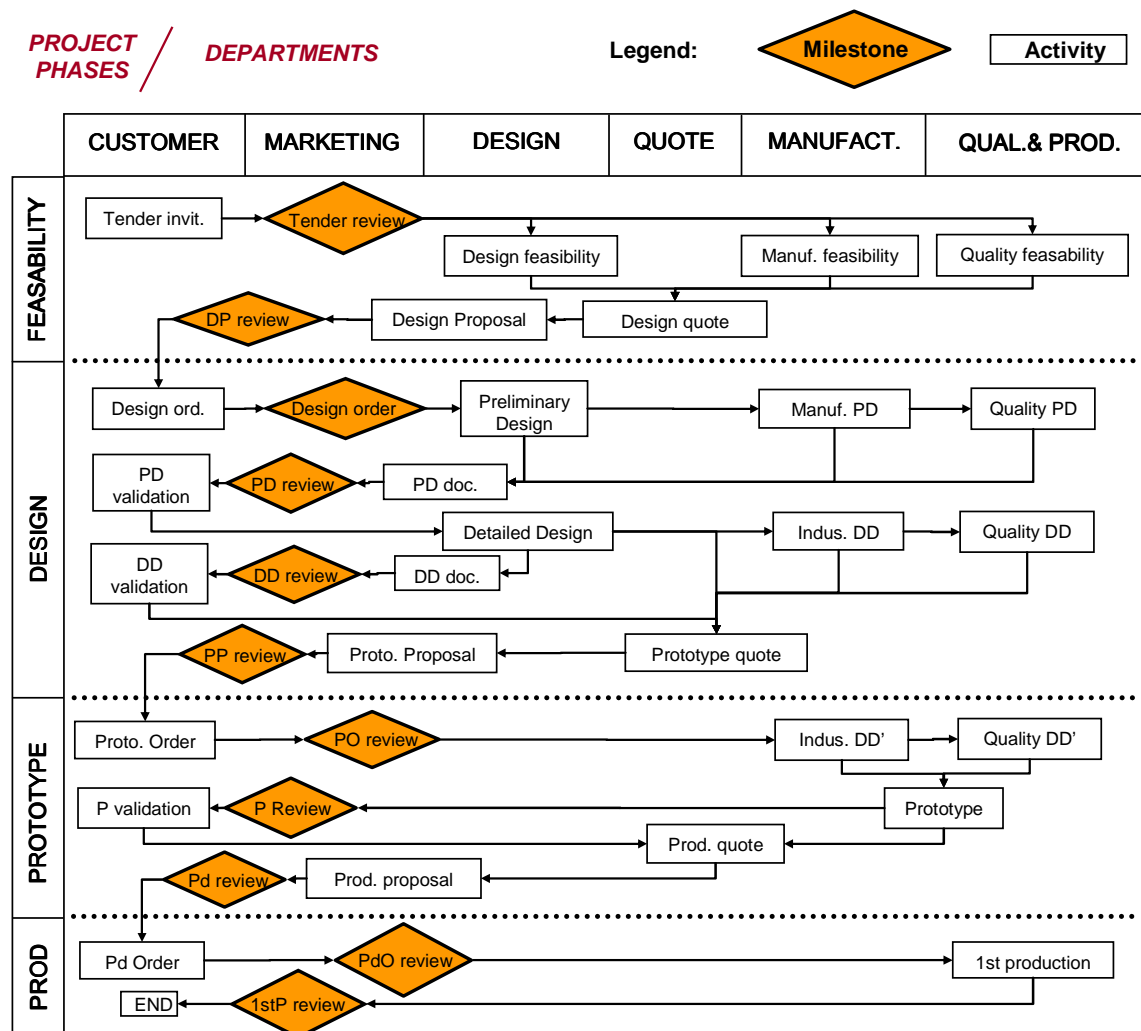 PROJECT
PHASES
DEPARTMENTS
Legend:
Milestone
Activity
CUSTOMER
MARKETING
DESIGN
QUOTE
MANUFACT.
QUAL.& PROD.
FEASABILITY
Tender invit.
Tender review
Design feasibility
Manuf. feasibility
Quality feasability
DP review
Design Proposal
Design quote
DESIGN
Design ord.
Design order
Preliminary
Design
Manuf. PD
Quality PD
PD
validation
PD review
PD doc.
Detailed Design
Indus. DD
Quality DD
DD
validation
DD review
DD doc.
PP review
Proto. Proposal
Prototype quote
PROTOTYPE
Proto. Order
PO review
Indus. DD’
Quality DD’
P validation
P Review
Prototype
Prod. quote
Pd review
Prod. proposal
PROD
Pd Order
PdO review
1st production
END
1stP review